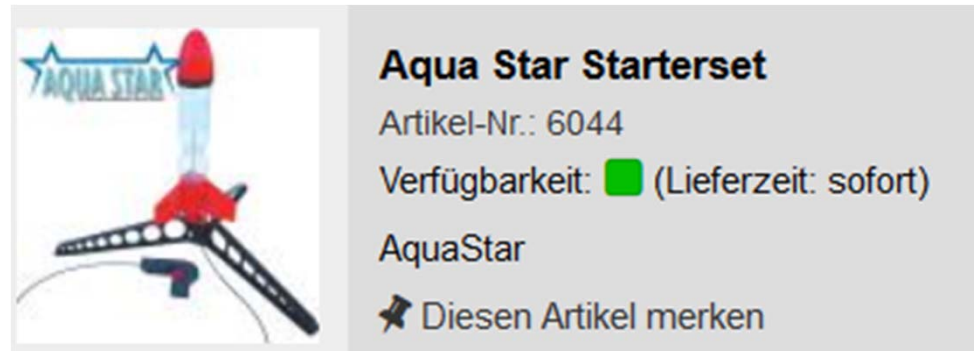 AQUA STAR
Aqua Star Starterset
Artikel-Nr.: 6044
Verfügbarkeit: (Lieferzeit: sofort)
AquaStar
Diesen Artikel merken